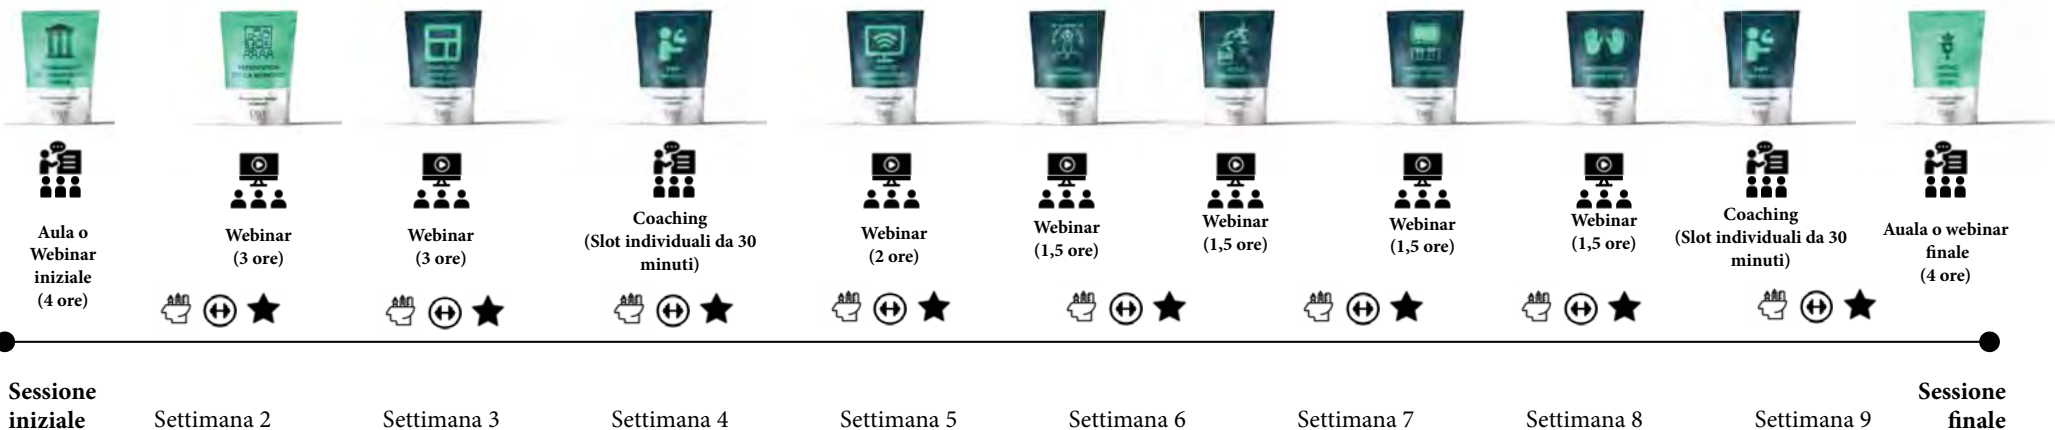 Aula o
Webinar
iniziale
(4 ore)
Webinar
(3 ore)
Webinar
(3 ore)
Coaching
(Slot individuali da 30
minuti)
Webinar
(2 ore)
Webinar
(1,5 ore)
Webinar
(1,5 ore)
Webinar
(1,5 ore)
Webinar
(1,5 ore)
Coaching
(Slot individuali da 30
minuti)
Auala o webinar
finale
(4 ore)
Sessione
iniziale
Settimana 2
Settimana 3
Settimana 4
Settimana 5
Settimana 6
Settimana 7
Settimana 8
Settimana 9
Sessione
finale